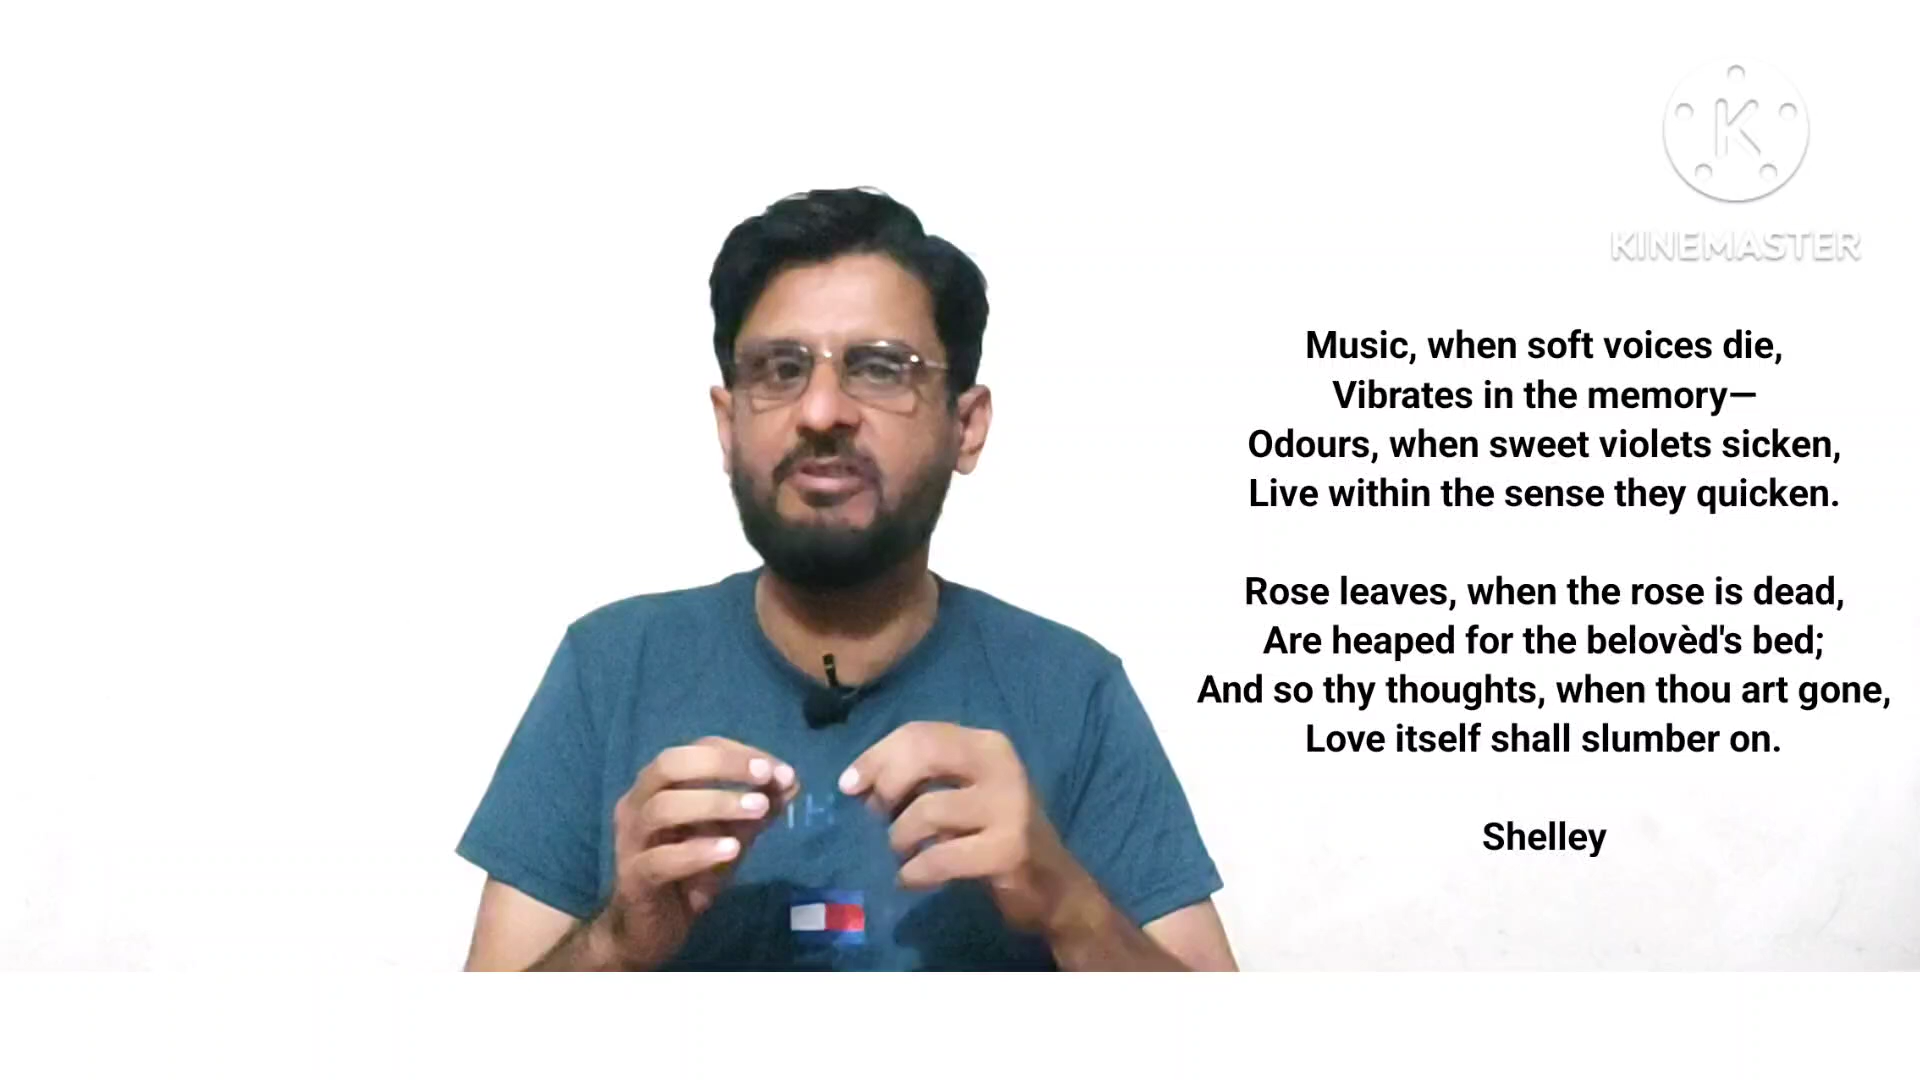 KINEMASTER
Music, when soft voices die,
Vibrates in the memory—
Odours, when sweet violets sicken,
Live within the sense they quicken.
Rose leaves, when the rose is dead,
Are heaped for the belovèd's bed;
And so thy thoughts, when thou art gone,
Love itself shall slumber on.
Shelley